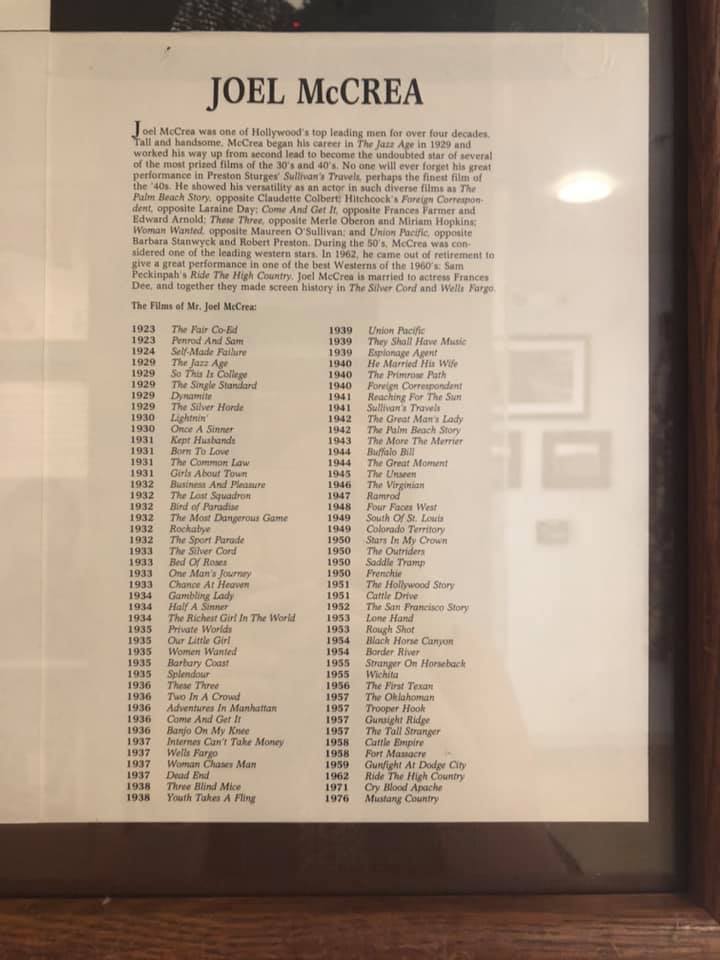 JOEL McCREA
Joel McCrea was one of Hollywood's top leading men for over four decades.
Tall and handsome, McCrea began his career in The Jazz Age in 1929 and
worked his way up from second lead to become the undoubted star of several
of the most prized films of the 30's and 40's. No one will ever forget his great
performance in Preston Sturges' Sullivan's Travels, perhaps the finest film of
the '40s. He showed his versatility as an actor in such diverse films as The
Palm Beach Story, opposite Claudette Colbert; Hitchcock's Foreign Correspon-
dent, opposite Laraine Day; Come And Get It, opposite Frances Farmer and
Edward Arnold; These Three, opposite Merle Oberon and Miriam Hopkins;
Woman Wanted, opposite Maureen O'Sullivan; and Union Pacific, opposite
Barbara Stanwyck and Robert Preston. During the 50's, McCrea was con-
sidered one of the leading western stars. In 1962, he came out of retirement to
give a great performance in one of the best Westerns of the 1960's: Sam
Peckinpah's Ride The High Country. Joel McCrea is married to actress Frances
Dee, and together they made screen history in The Silver Cord and Wells Fargo.
The Films of Mr. Joel McCrea:
1923 The Fair Co-Ed
1923 Penrod And Sam
1924 Self-Made Failure
1929 The Jazz Age
1929 So This Is College
1929 The Single Standard
1929 Dynamite
1929 The Silver Horde
1930 Lightnin'
1930 Once A Sinner
1931 Kept Husbands
1931 Born To Love
1931 The Common Law
1931 Girls About Town
1932 Business And Pleasure
1932 The Lost Squadron
1932 Bird of Paradise
1932 The Most Dangerous Game
1932 Rockabye
1932 The Sport Parade
1933 The Silver Cord
1933 Bed Of Roses
1933 One Man's Journey
1933 Chance At Heaven
1934 Gambling Lady
1934 Half A Sinner
1934 The Richest Girl In The World
1935 Private Worlds
1935 Our Little Girl
1935 Women Wanted
1935 Barbary Coast
1935 Splendour
1936 These Three
1936 Two In A Crowd
1936 Adventures In Manhattan
1936 Come And Get It
1936 Banjo On My Knee
1937 Internes Can't Take Money
1937 Wells Fargo
1937 Woman Chases Man
1937 Dead End
1938 Three Blind Mice
1938 Youth Takes A Fling
1939 Union Pacific
1939 They Shall Have Music
1939 Espionage Agent
1940 He Married His Wife
1940 The Primrose Path
1940 Foreign Correspondent
1941 Reaching For The Sun
1941 Sullivan's Travels
1942 The Great Man's Lady
1942 The Palm Beach Story
1943 The More The Merrier
1944 Buffalo Bill
1944 The Great Moment
1945 The Unseen
1946 The Virginian
1947 Ramrod
1948 Four Faces West
1949 South Of St. Louis
1949 Colorado Territory
1950 Stars In My Crown
1950 The Outriders
1950 Saddle Tramp
1950 Frenchie
1951 The Hollywood Story
1951 Cattle Drive
1952 The San Francisco Story
1953 Lone Hand
1953 Rough Shot
1954 Black Horse Canyon
1954 Border River
1955 Stranger On Horseback
1955 Wichita
1956 The First Texan
1957 The Oklahoman
1957 Trooper Hook
1957 Gunsight Ridge
1957 The Tall Stranger
1958 Cattle Empire
1958 Fort Massacre
1959 Gunfight At Dodge City
1962 Ride The High Country
1971 Cry Blood Apache
1976 Mustang Country